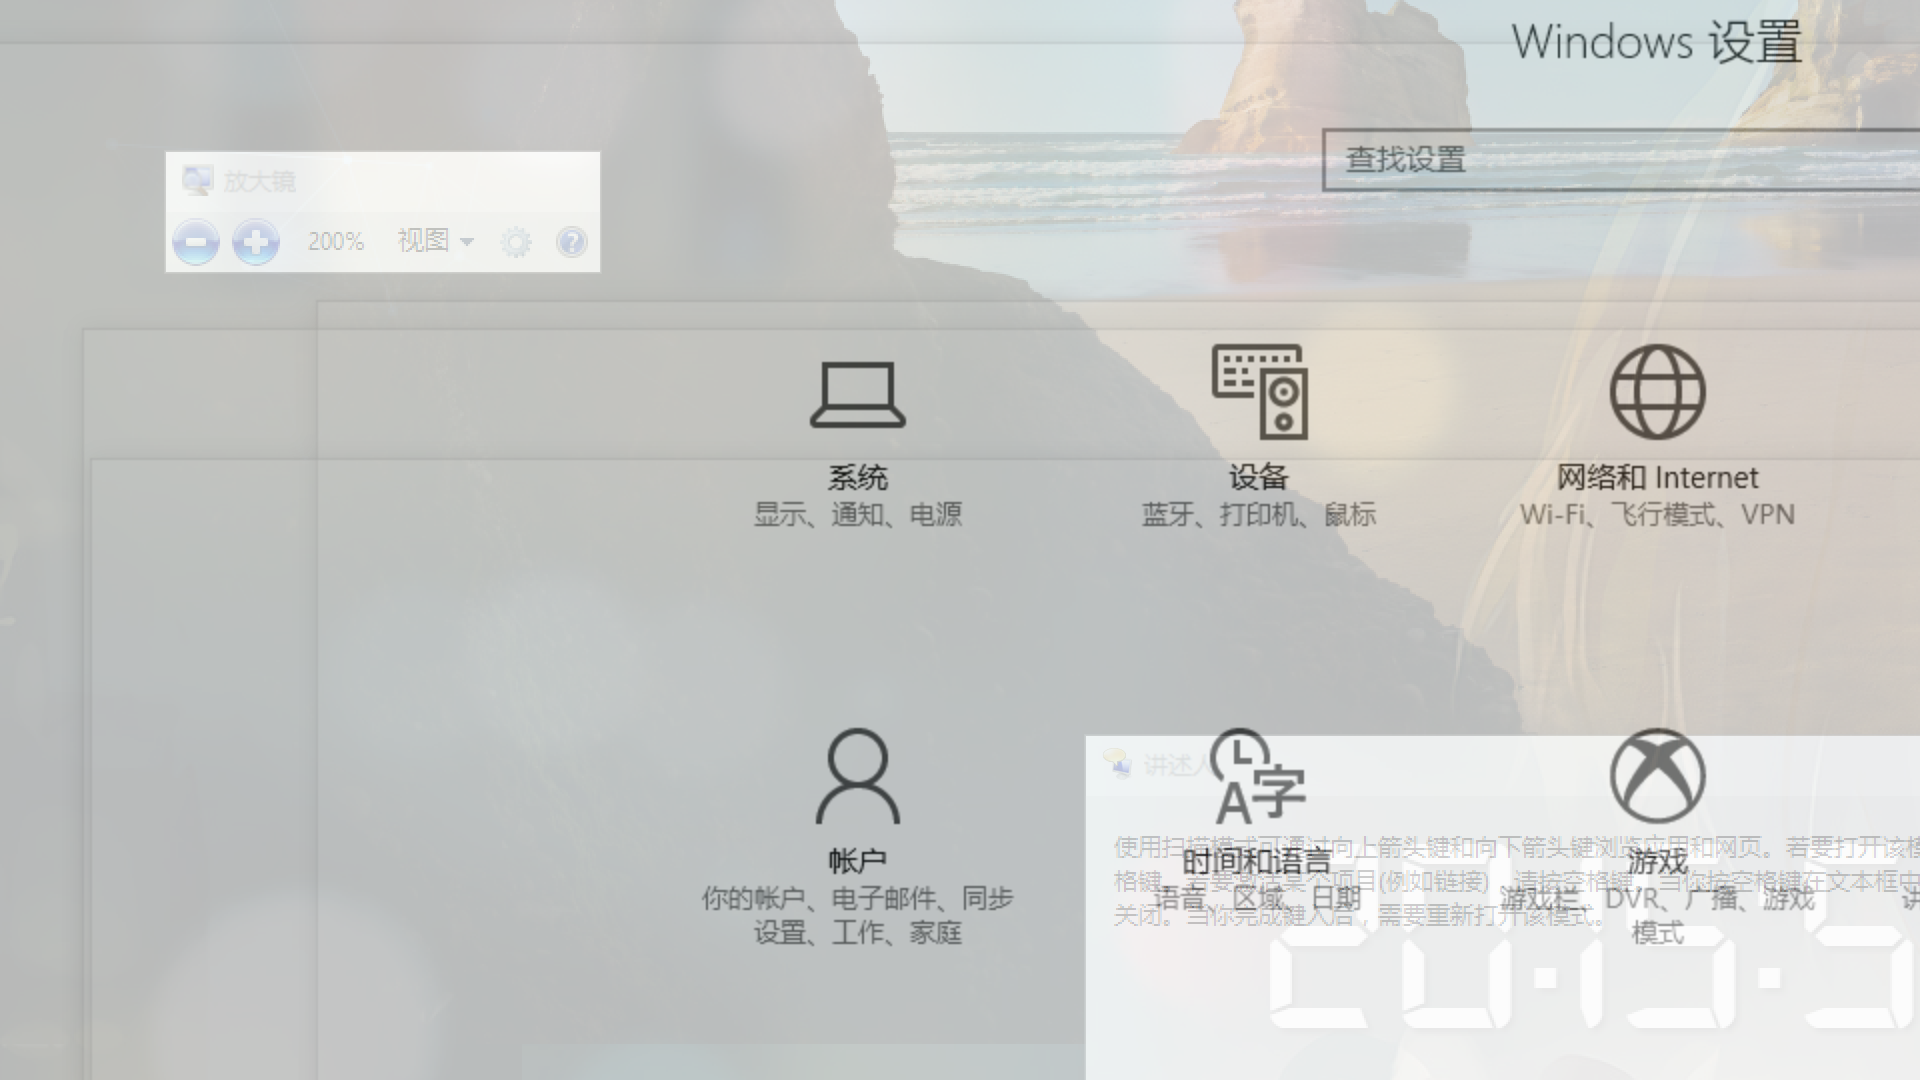 Windows 设置
查找设置
放大镜
200% 视图
系统
显示、通知、电源
设备
蓝牙、打印机、鼠标
网络和 Internet
Wi-Fi、飞行模式、VPN
帐户
你的帐户、电子邮件、同步
设置、工作、家庭
时间和语言
语音、区域、日期
游戏
游戏栏、DVR、广播、游戏
模式
讲述人
使用扫描模式可通过向上箭头键和向下箭头键浏览应用和网页。若要打开该模
格键。若要激活某个项目(例如链接)，请按空格键。当你按空格键在文本框中
关闭。当你完成键入后，需要重新打开该模式。
讲